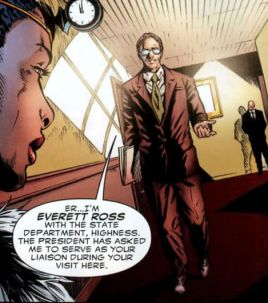 ER...I'M
EVERETT ROSS
WITH THE STATE
DEPARTMENT, HIGHNESS.
THE PRESIDENT HAS ASKED
ME TO SERVE AS YOUR
LIAISON DURING YOUR
VISIT HERE.